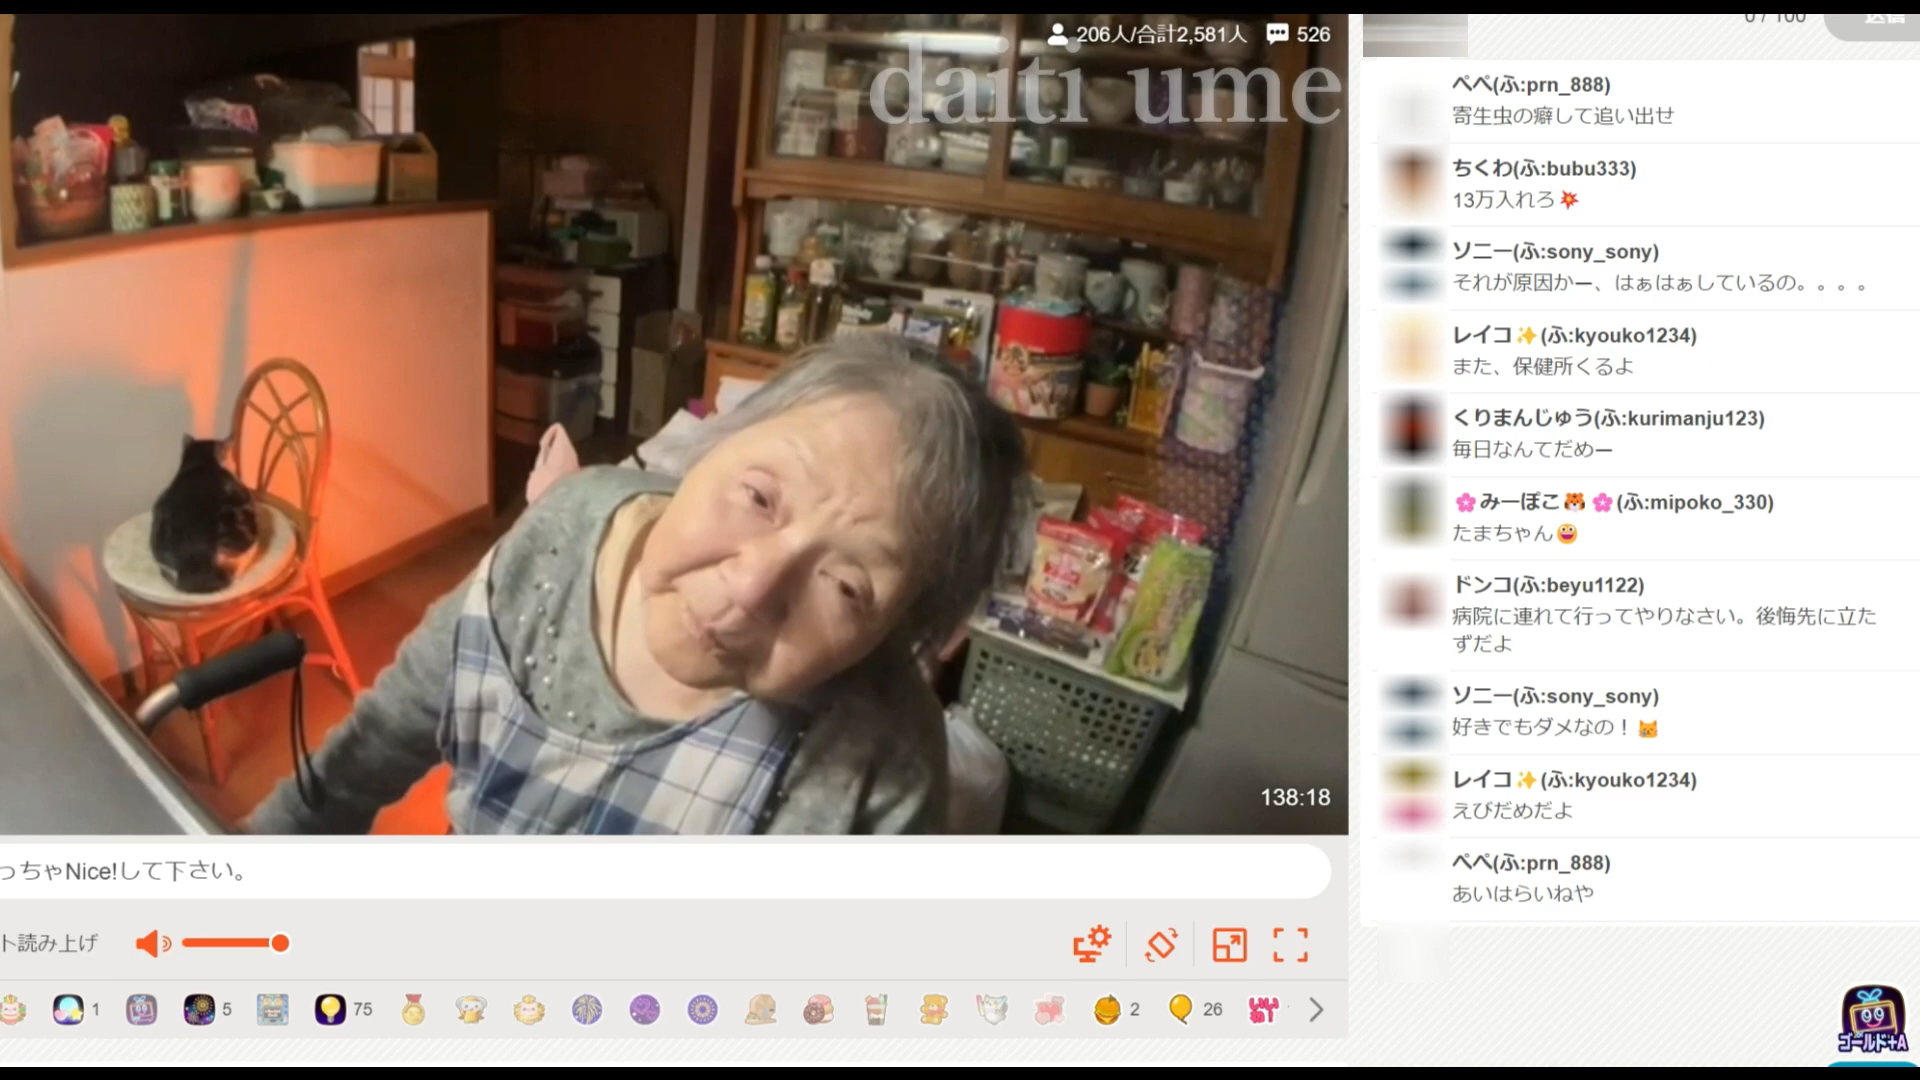 206人/合計2,581人 526
daiti ume
138:18
っちゃNice!して下さい。
ト読み上げ
1
5
75
2
26
0 / 100
送信
ぺぺ(ふ:prn_888)
寄生虫の癖して追い出せ
ちくわ(ふ:bubu333)
13万入れろ💥
ソニー(ふ:sony_sony)
それが原因かー、はぁはぁしているの。。。。
レイコ✨(ふ:kyouko1234)
また、保健所くるよ
くりまんじゅう(ふ:kurimanju123)
毎日なんてだめー
🌸みーぽこ🐯🌸(ふ:mipoko_330)
たまちゃん😀
ドンコ(ふ:beyu1122)
病院に連れて行ってやりなさい。後悔先に立た
ずだよ
ソニー(ふ:sony_sony)
好きでもダメなの！😿
レイコ✨(ふ:kyouko1234)
えびだめだよ
ぺぺ(ふ:prn_888)
あいはらいねや
ゴールド+A